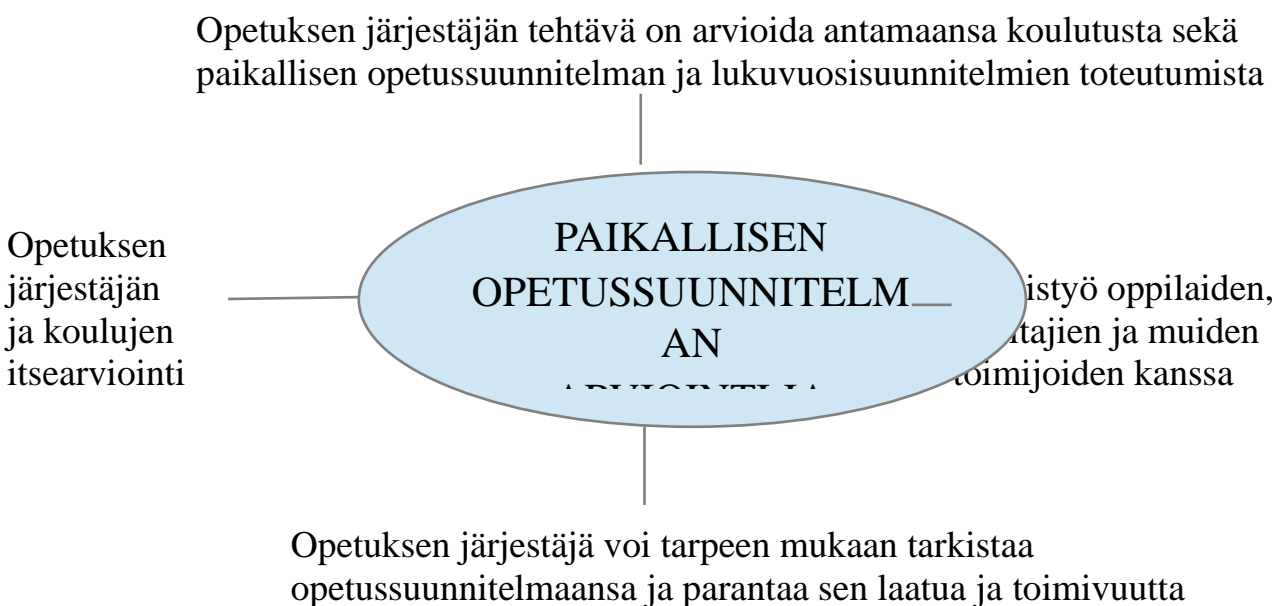 Opetuksen järjestäjän tehtävä on arvioida antamaansa koulutusta sekä
paikallisen opetussuunnitelman ja lukuvuosisuunnitelmien toteutumista
Opetuksen
järjestäjän
ja koulujen
itsearviointi
PAIKALLISEN
OPETUSSUUNNITELM
AN
ARVIOINTI JA
istyö oppilaiden,
tajien ja muiden
toimijoiden kanssa
Opetuksen järjestäjä voi tarpeen mukaan tarkistaa
opetussuunnitelmaansa ja parantaa sen laatua ja toimivuutta